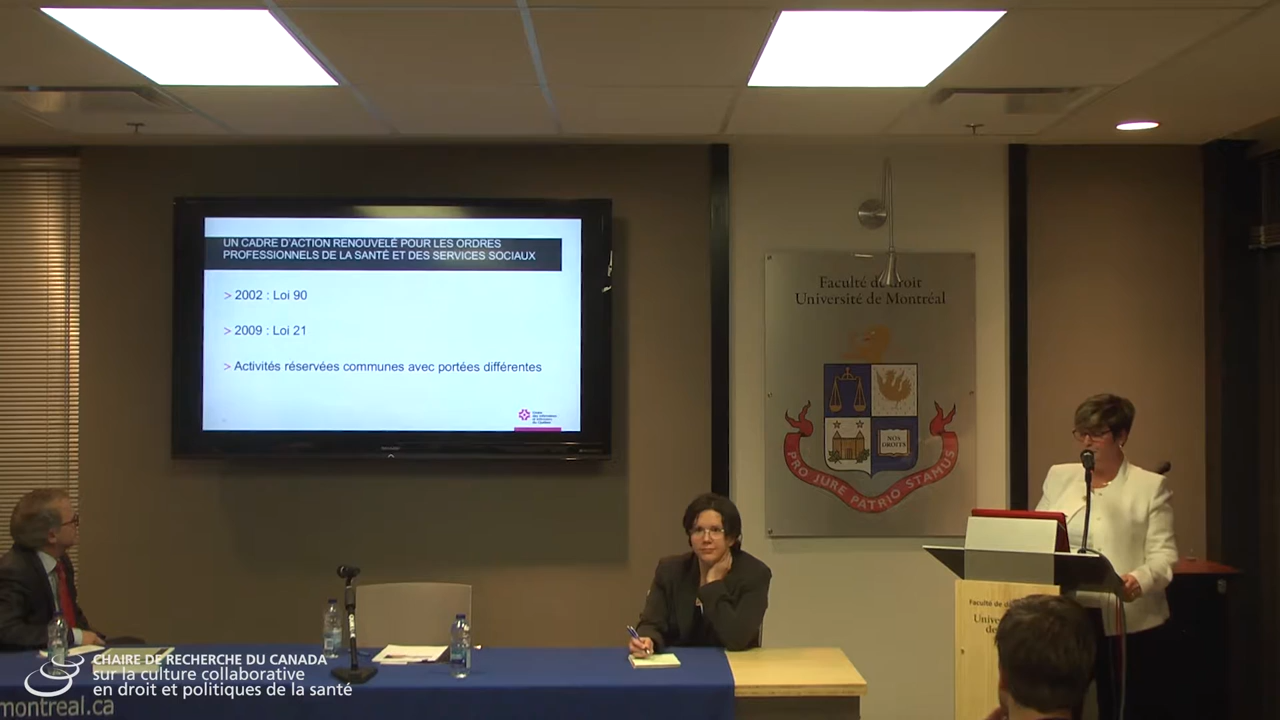 UN CADRE D'ACTION RENOUVELÉ POUR LES ORDRES
PROFESSIONNELS DE LA SANTÉ ET DES SERVICES SOCIAUX
> 2002 : Loi 90
> 2009 : Loi 21
> Activités réservées communes avec portées différentes
Faculté de droit
Université de Montréal
NOS
DROITS
PRO JURE PATRIO STAMUS
Faculté de
CHAIRE DE RECHERCHE DU CANADA
sur la culture collaborative
en droit et politiques de la santé
montreal.ca